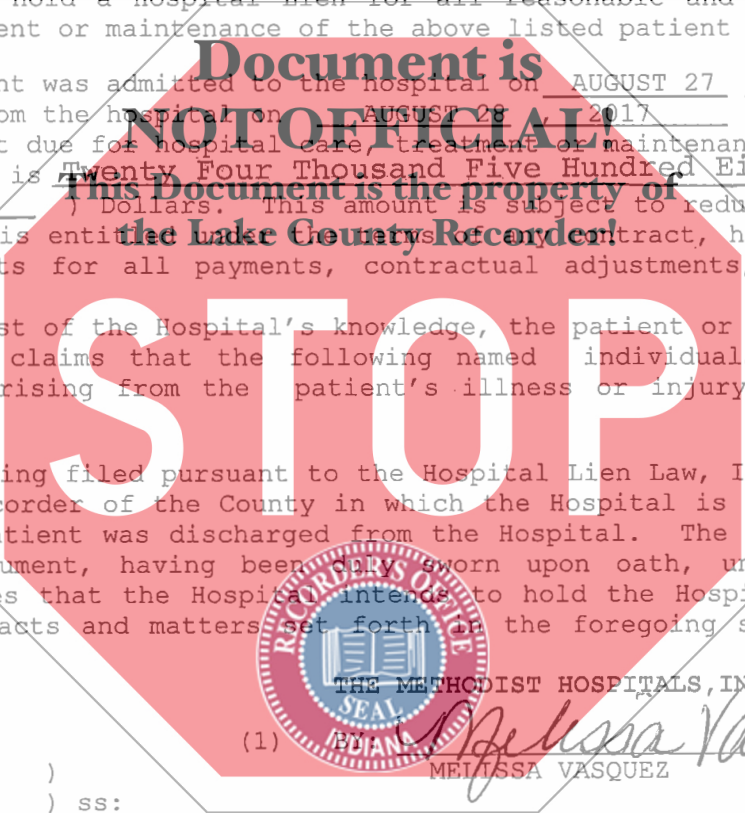 hold a hospital lien for all reasonable and
ent or maintenance of the above listed patient
Document is
nt was admitted to the hospital on AUGUST 27
om the hospital on AUGUST 28 , 2017
NOT OFFICIAL!
t due for hospital care, treatment or maintenan
is Twenty Four Thousand Five Hundred Ei
This Document is the property of
) Dollars. This amount is subject to redu
is entitled under the terms of any contract, h
the Lake County Recorder!
ts for all payments, contractual adjustments,
STOP
st of the Hospital's knowledge, the patient or
claims that the following named individual
rising from the patient's illness or injury
ing filed pursuant to the Hospital Lien Law, I
corder of the County in which the Hospital is
tient was discharged from the Hospital. The
ument, having been duly sworn upon oath, un
es that the Hospital intends to hold the Hospi
acts and matters set forth in the foregoing s
RECORDER'S OFFICE
SEAL
INDIANA
THE METHODIST HOSPITALS, IN
(1) BY: Melissa Va
MELISSA VASQUEZ
)
) ss: